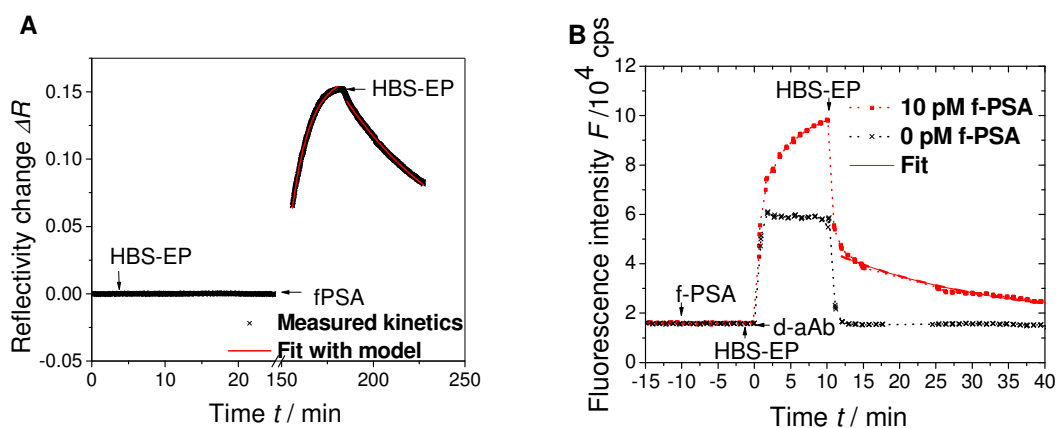 A
Reflectivity change ΔR
0.15
0.10
0.05
0.00
-0.05
HBS-EP
HBS-EP
fPSA
Measured kinetics
Fit with model
0 10 20 150 200 250
Time t / min
B
Fluorescence intensity F /10⁴ cps
12
10
8
6
4
2
0
HBS-EP
10 pM f-PSA
0 pM f-PSA
Fit
f-PSA
d-aAb
HBS-EP
-15 -10 -5 0 5 10 15 20 25 30 35 40
Time t / min